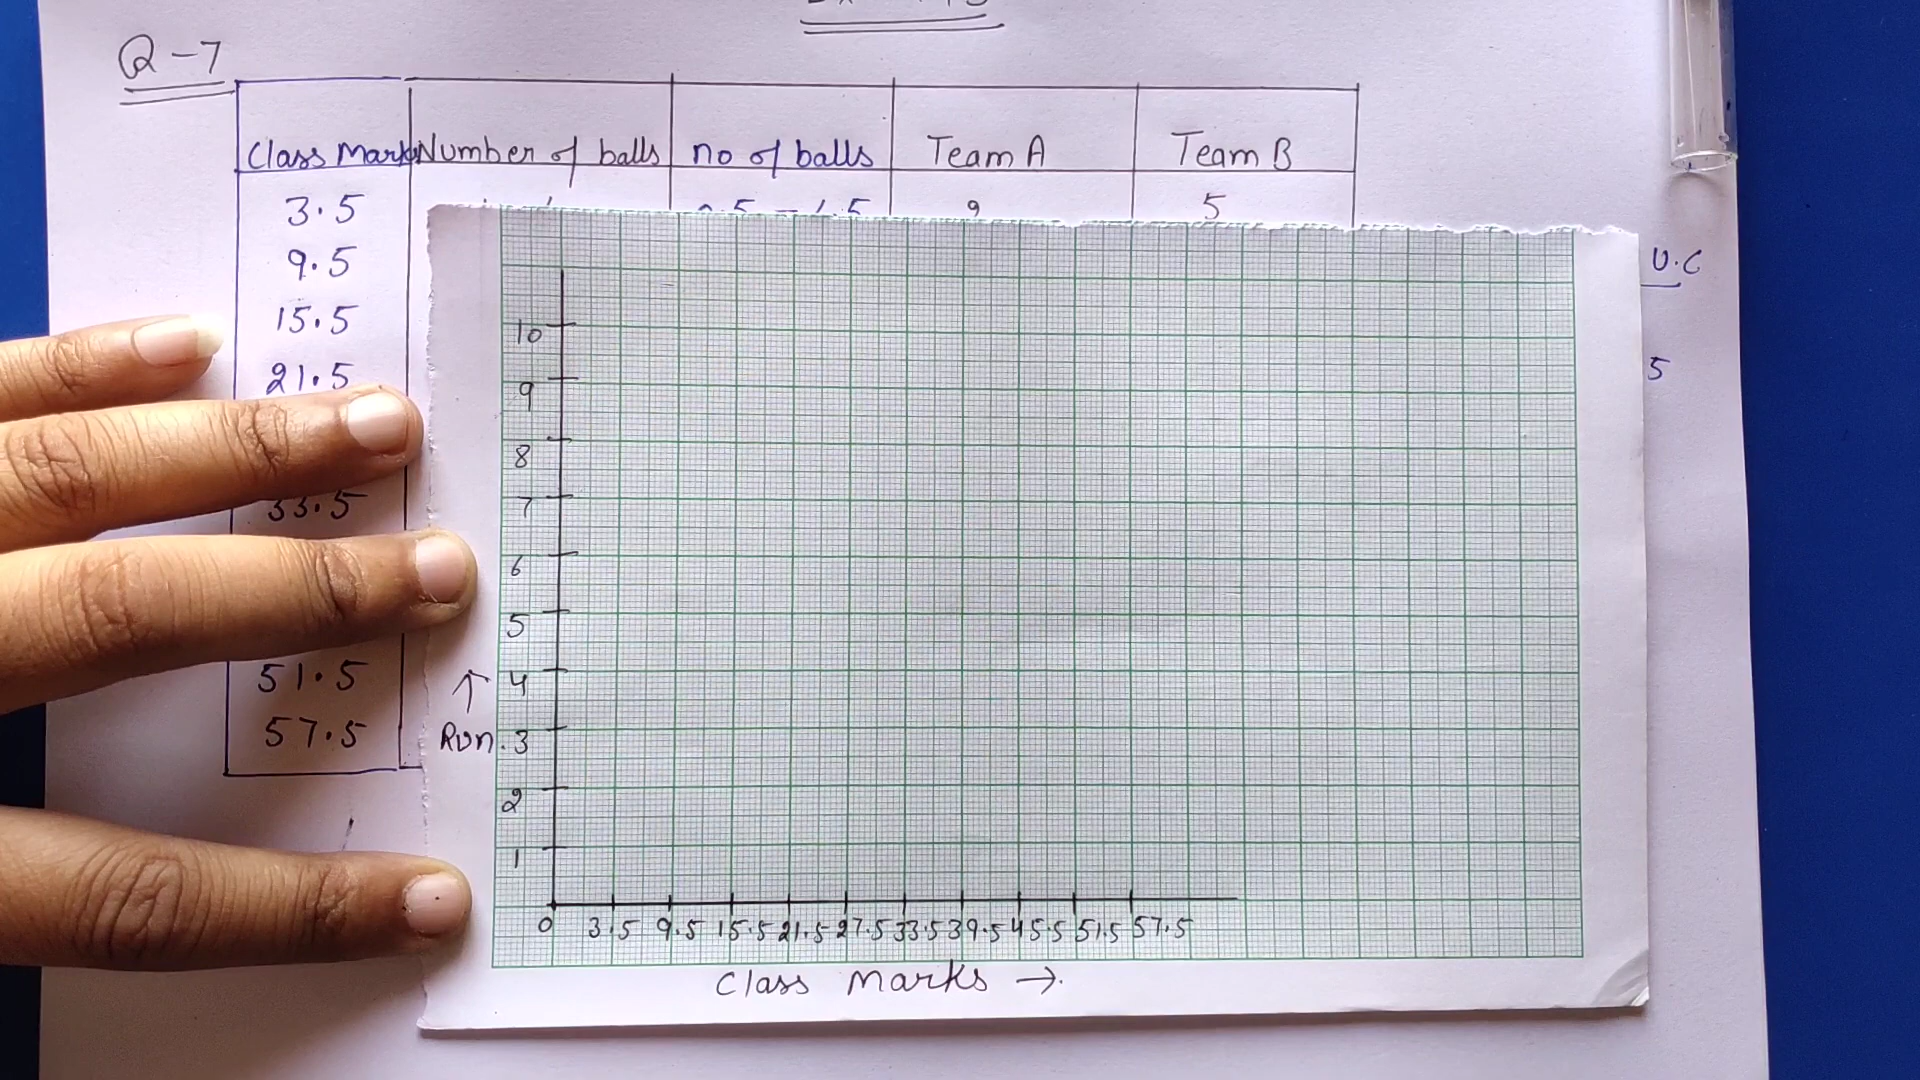 Q-7
Class Marks Number of balls no of balls Team A Team B
3.5 9 5
9.5
15.5
21.5
33.5
51.5
57.5
U.C
5
10
9
8
7
6
5
4
↑
Run. 3
2
1
0 3.5 9.5 15.5 21.5 27.5 33.5 39.5 45.5 51.5 57.5
Class Marks →